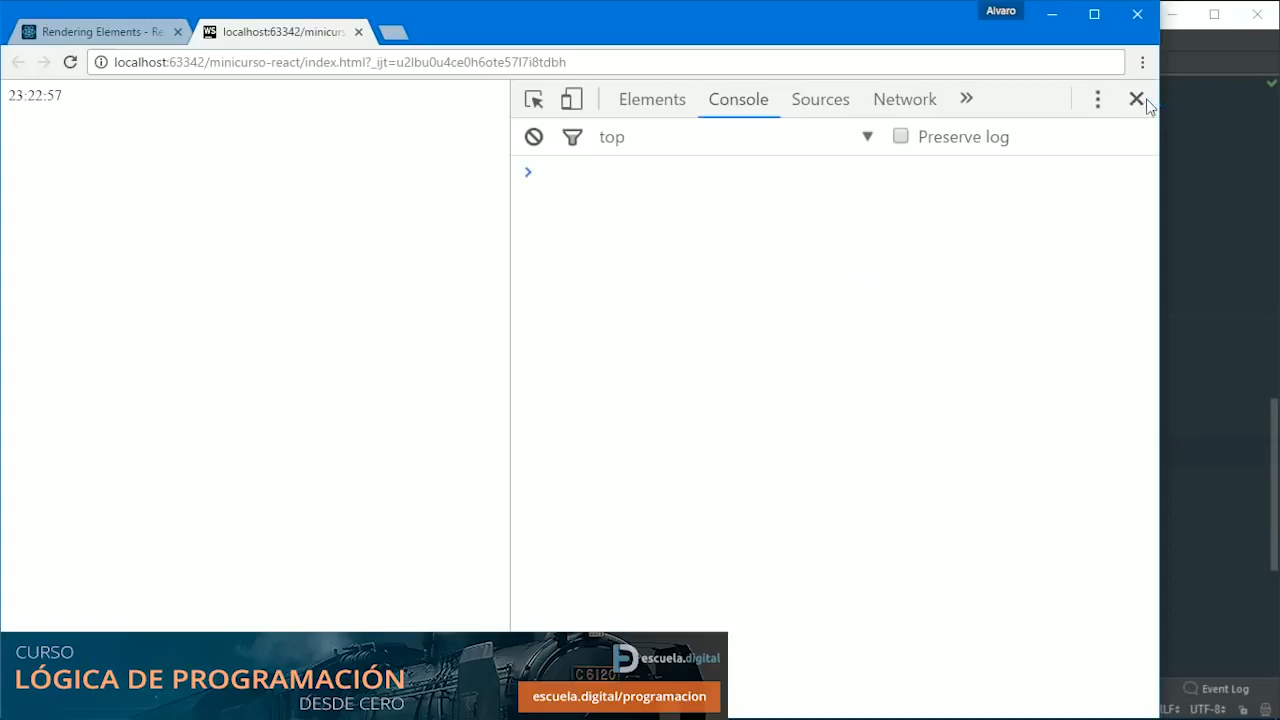 Alvaro
Rendering Elements - Re
localhost:63342/minicurs
localhost:63342/minicurso-react/index.html?_ijt=u2lbu0u4ce0h6ote57l7i8tdbh
23:22:57
Elements Console Sources Network
top
Preserve log
CURSO
LÓGICA DE PROGRAMACIÓN
DESDE CERO
C6120
escuela.digital
escuela.digital/programacion
Event Log
LF UTF-8